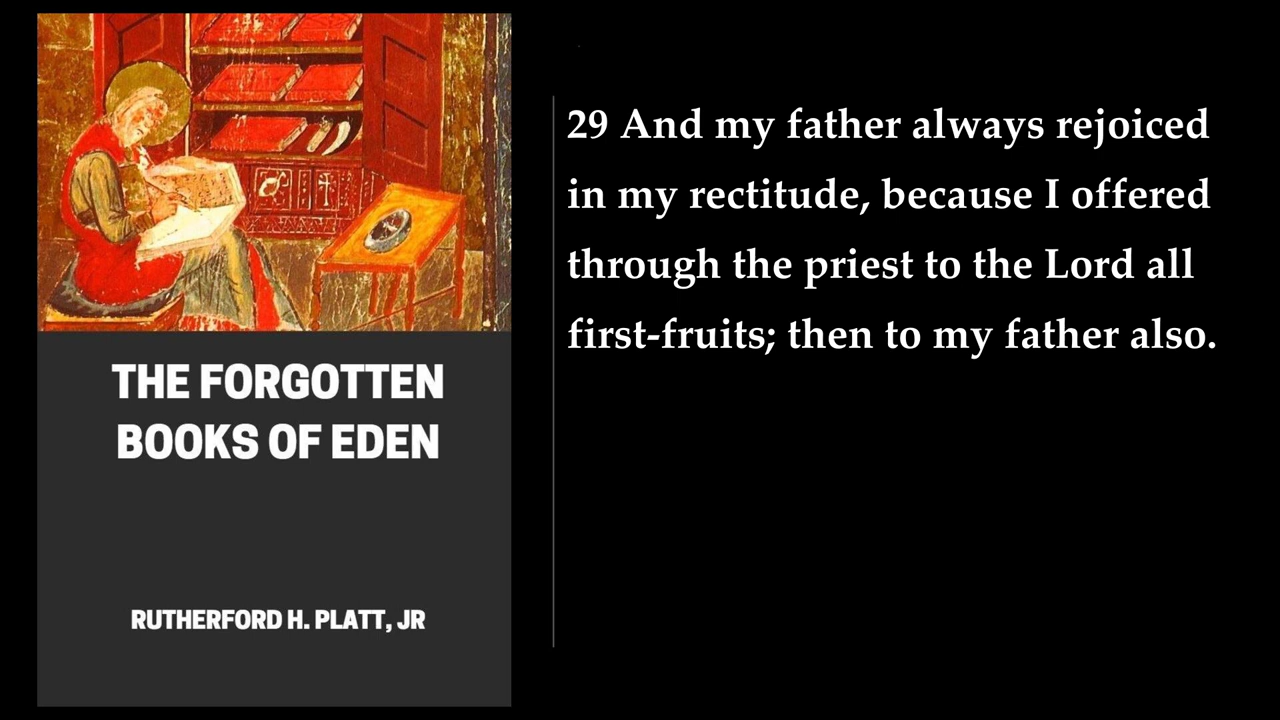 THE FORGOTTEN
BOOKS OF EDEN
RUTHERFORD H. PLATT, JR
29 And my father always rejoiced
in my rectitude, because I offered
through the priest to the Lord all
first-fruits; then to my father also.